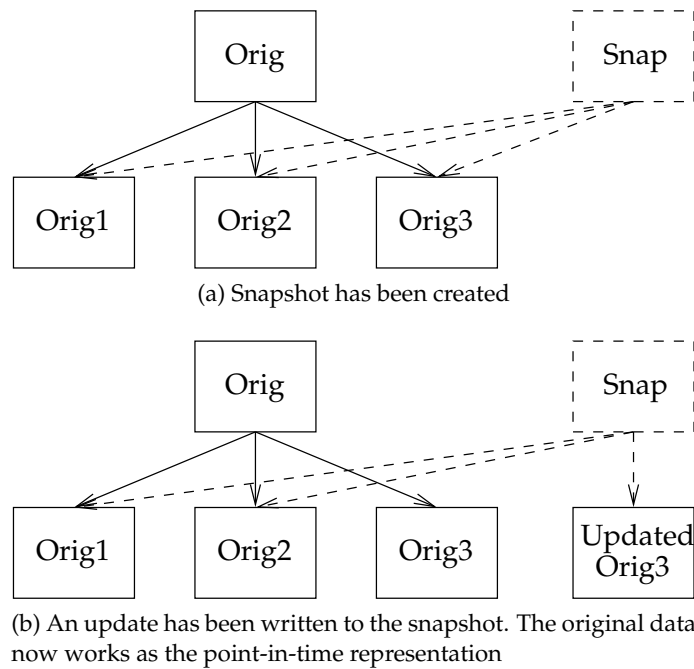 Orig
Snap
Orig1
Orig2
Orig3
(a) Snapshot has been created
Orig
Snap
Orig1
Orig2
Orig3
Updated
Orig3
(b) An update has been written to the snapshot. The original data
now works as the point-in-time representation